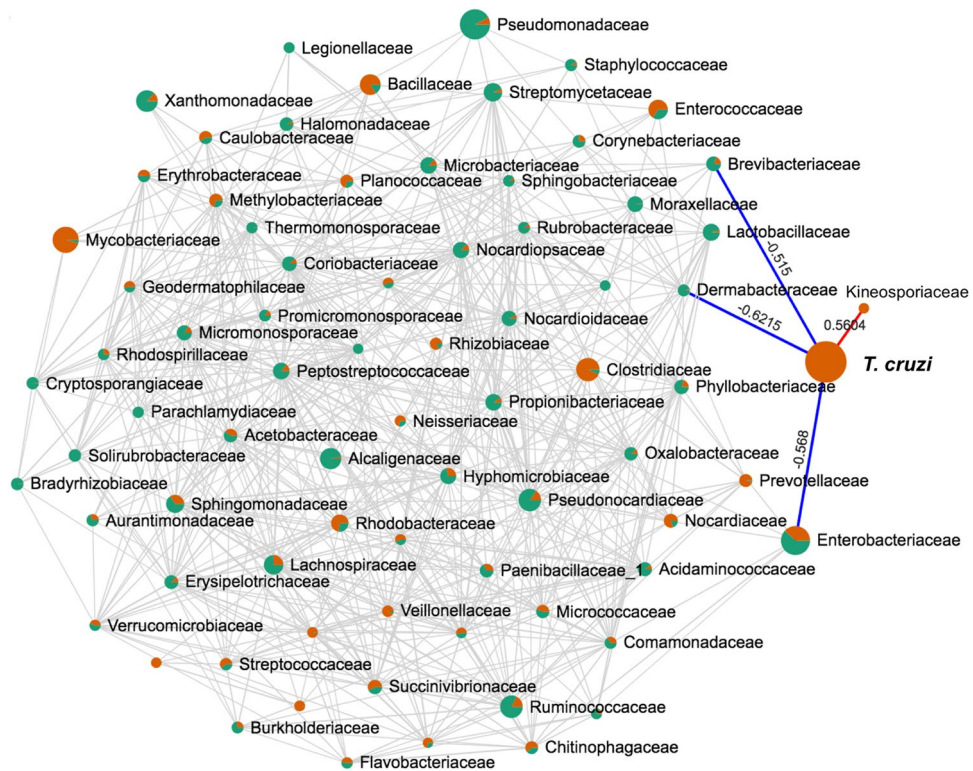 Pseudomonadaceae
Legionellaceae
Staphylococcaceae
Bacillaceae
Streptomycetaceae
Xanthomonadaceae
Enterococcaceae
Halomonadaceae
Caulobacteraceae
Corynebacteriaceae
Microbacteriaceae
Brevibacteriaceae
Erythrobacteraceae
Planococcaceae
Sphingobacteriaceae
Methylobacteriaceae
Moraxellaceae
Thermomonosporaceae
Rubrobacteraceae
Lactobacillaceae
Mycobacteriaceae
Nocardiopsaceae
-0.515
Coriobacteriaceae
Geodermatophilaceae
Dermabacteraceae
Kineosporiaceae
Promicromonosporaceae
Nocardioidaceae
-0.6215
0.5604
Micromonosporaceae
Rhizobiaceae
Rhodospirillaceae
T. cruzi
Peptostreptococcaceae
Clostridiaceae
Cryptosporangiaceae
Phyllobacteriaceae
Propionibacteriaceae
Parachlamydiaceae
Neisseriaceae
Acetobacteraceae
-0.568
Solirubrobacteraceae
Alcaligenaceae
Oxalobacteraceae
Hyphomicrobiaceae
Prevotellaceae
Bradyrhizobiaceae
Sphingomonadaceae
Pseudonocardiaceae
Aurantimonadaceae
Rhodobacteraceae
Nocardiaceae
Enterobacteriaceae
Lachnospiraceae
Paenibacillaceae_1
Acidaminococcaceae
Erysipelotrichaceae
Veillonellaceae
Micrococcaceae
Verrucomicrobiaceae
Comamonadaceae
Streptococcaceae
Succinivibrionaceae
Ruminococcaceae
Burkholderiaceae
Chitinophagaceae
Flavobacteriaceae